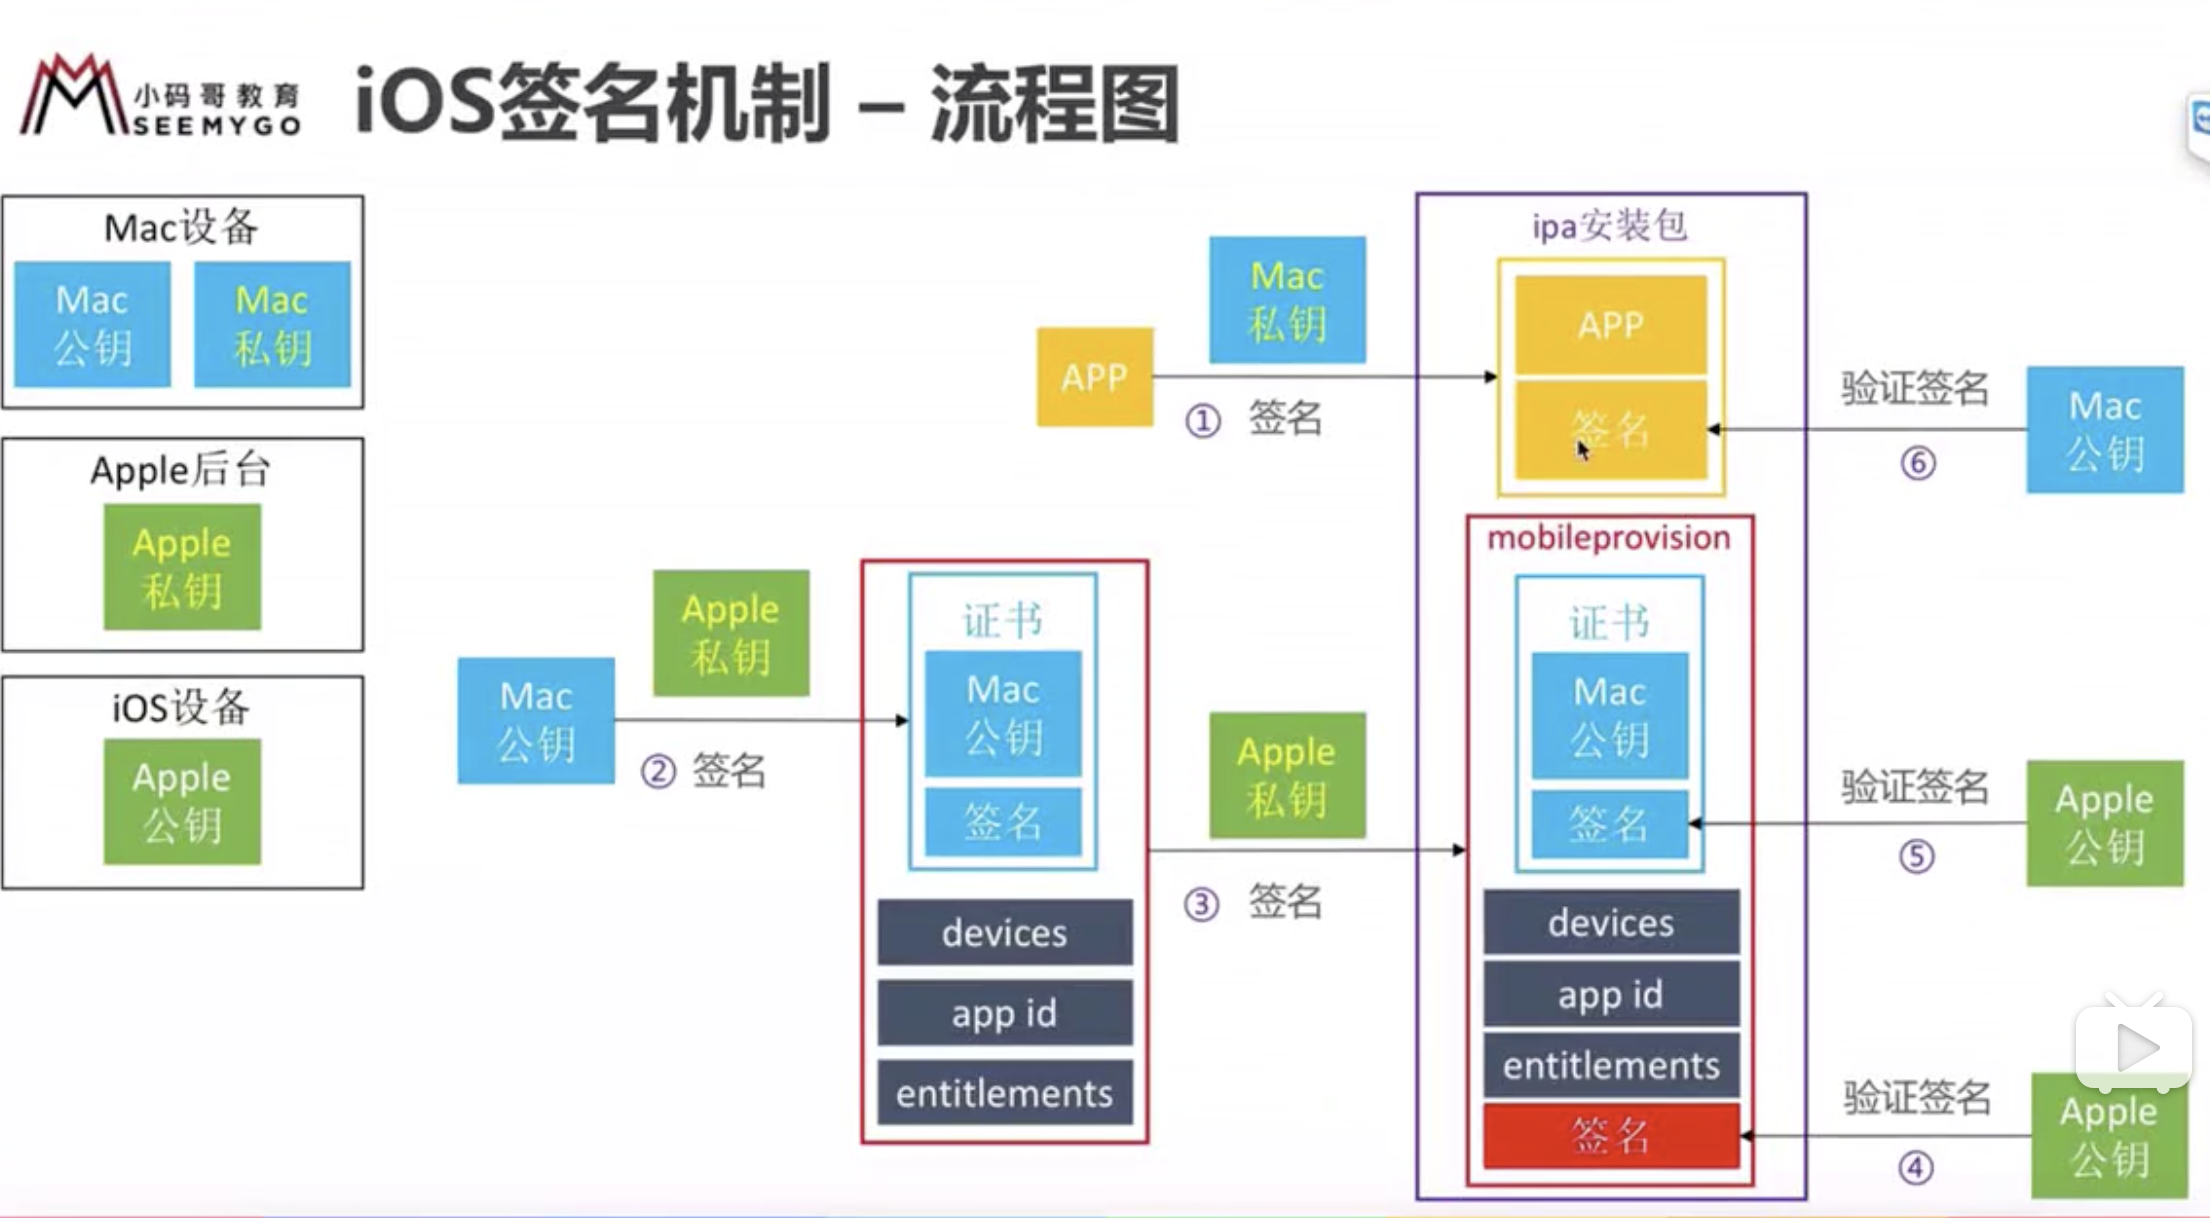 小码哥教育
SEEMYGO
iOS签名机制 – 流程图
Mac设备
Mac
公钥
Mac
私钥
Apple后台
Apple
私钥
iOS设备
Apple
公钥
APP
Mac
私钥
① 签名
Mac
公钥
Apple
私钥
② 签名
证书
Mac
公钥
签名
devices
app id
entitlements
Apple
私钥
③ 签名
ipa安装包
APP
签名
mobileprovision
证书
Mac
公钥
签名
devices
app id
entitlements
签名
验证签名
⑥
Mac
公钥
验证签名
⑤
Apple
公钥
验证签名
④
Apple
公钥